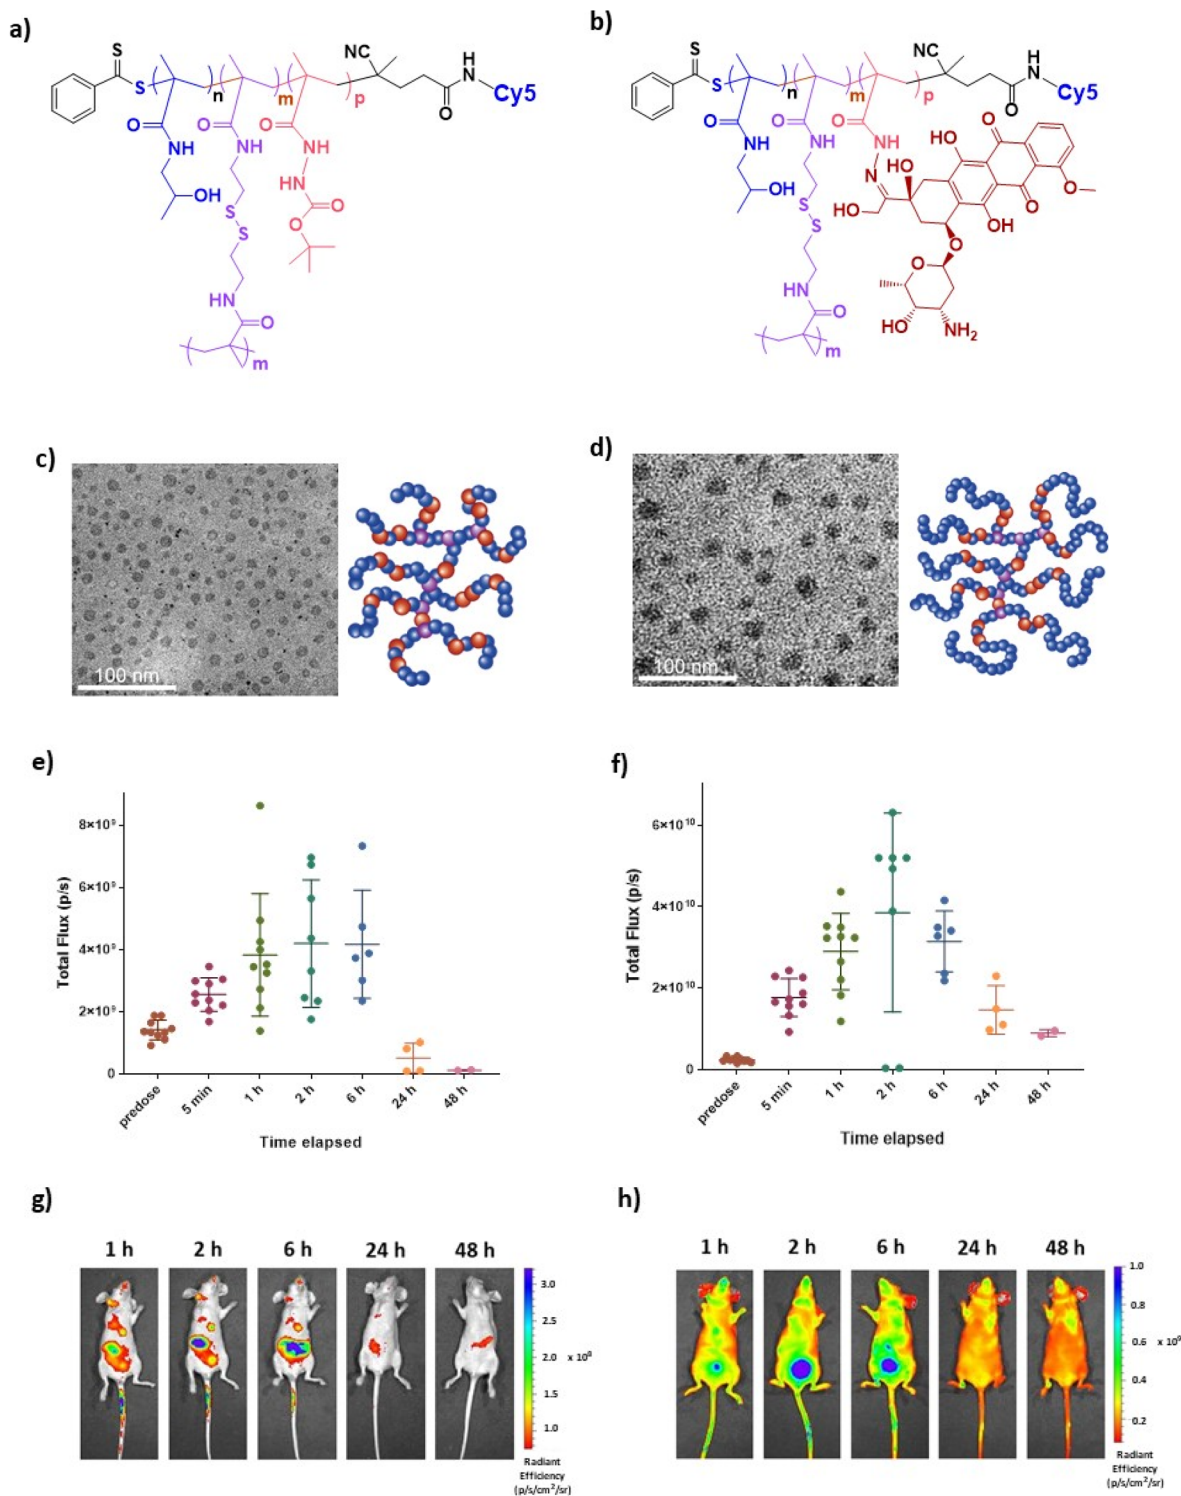 a)
b)
S
S
n
m
p
NC
H
N
O
Cy5
O
NH
OH
O
NH
O
NH
HN
O
O
S
S
HN
O
m
S
S
n
m
p
NC
H
N
O
Cy5
O
NH
OH
O
NH
O
NH
N
HO
HO
OH
O
O
O
OH
O
O
HO
NH2
S
S
HN
O
m
c)
d)
100 nm
100 nm
e)
f)
Total Flux (p/s)
8×10⁹
6×10⁹
4×10⁹
2×10⁹
0
predose
5 min
1 h
2 h
6 h
24 h
48 h
Time elapsed
Total Flux (p/s)
6×10¹⁰
4×10¹⁰
2×10¹⁰
0
predose
5 min
1 h
2 h
6 h
24 h
48 h
Time elapsed
g)
h)
1 h 2 h 6 h 24 h 48 h
3.0
2.0
1.5
1.0
Radiant
Efficiency
(p/s/cm²/sr)
1 h 2 h 6 h 24 h 48 h
1.0
0.8
0.6
0.4
0.2
x 10⁹
Radiant
Efficiency
(p/s/cm²/sr)